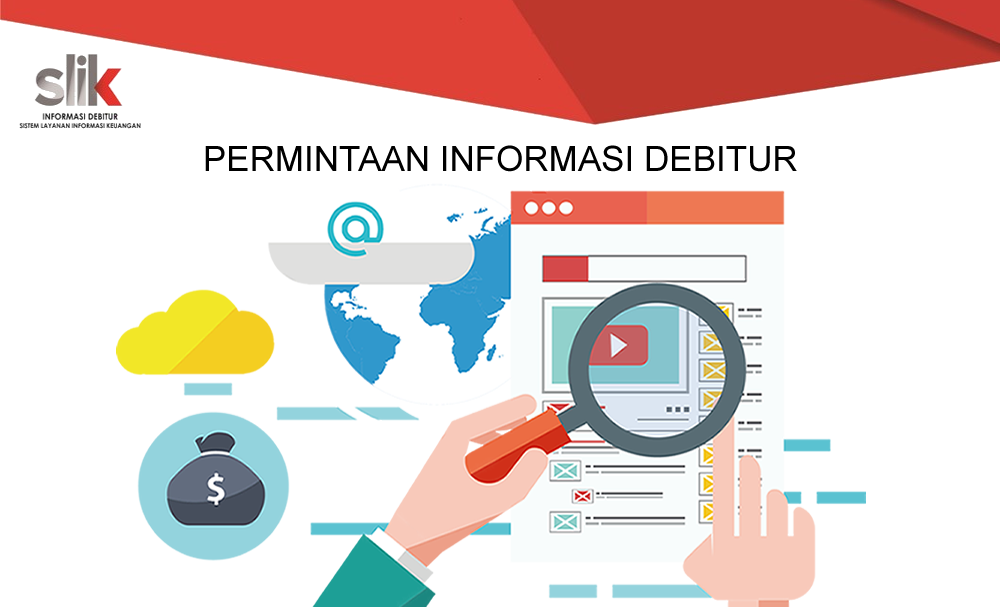 slik
INFORMASI DEBITUR
SISTEM LAYANAN INFORMASI KEUANGAN
PERMINTAAN INFORMASI DEBITUR
@
$